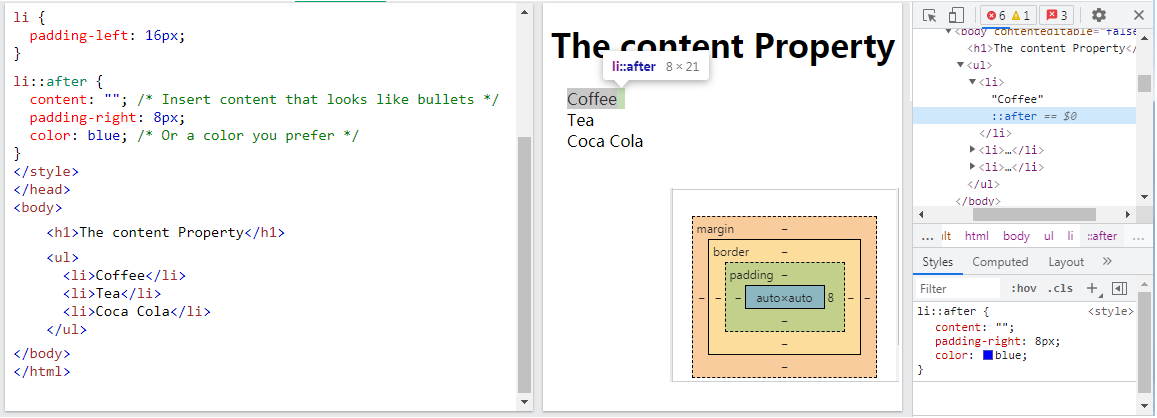 li {
padding-left: 16px;
}
li::after {
content: ""; /* Insert content that looks like bullets */
padding-right: 8px;
color: blue; /* Or a color you prefer */
}
</style>
</head>
<body>
<h1>The content Property</h1>
<ul>
<li>Coffee</li>
<li>Tea</li>
<li>Coca Cola</li>
</ul>
</body>
</html>
The content Property
li::after 8 × 21
Coffee
Tea
Coca Cola
margin –
border –
padding –
– – – auto×auto 8 – –
–
–
–
6 1 3
<body contenteditable="false
<h1>The content Property</
<ul>
<li>
"Coffee"
::after == $0
</li>
<li>…</li>
<li>…</li>
</ul>
</body>
... ılt html body ul li ::after ...
Styles Computed Layout »
Filter :hov .cls +
li::after { <style>
content: "";
padding-right: 8px;
color: blue;
}